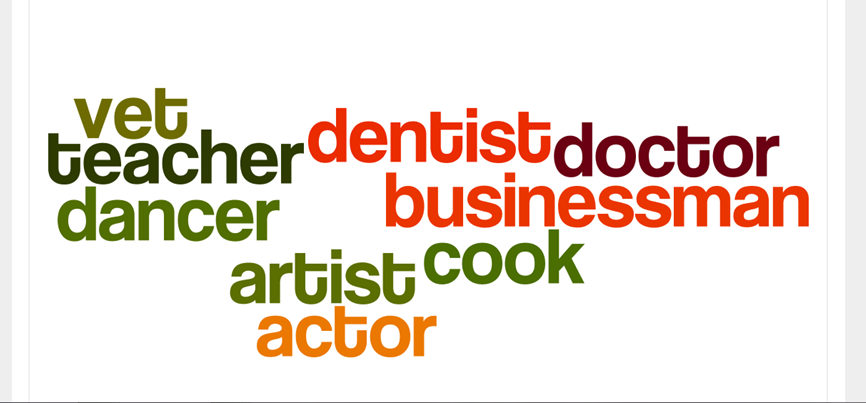 vet
teacher
dentist
doctor
dancer
businessman
artist
cook
actor